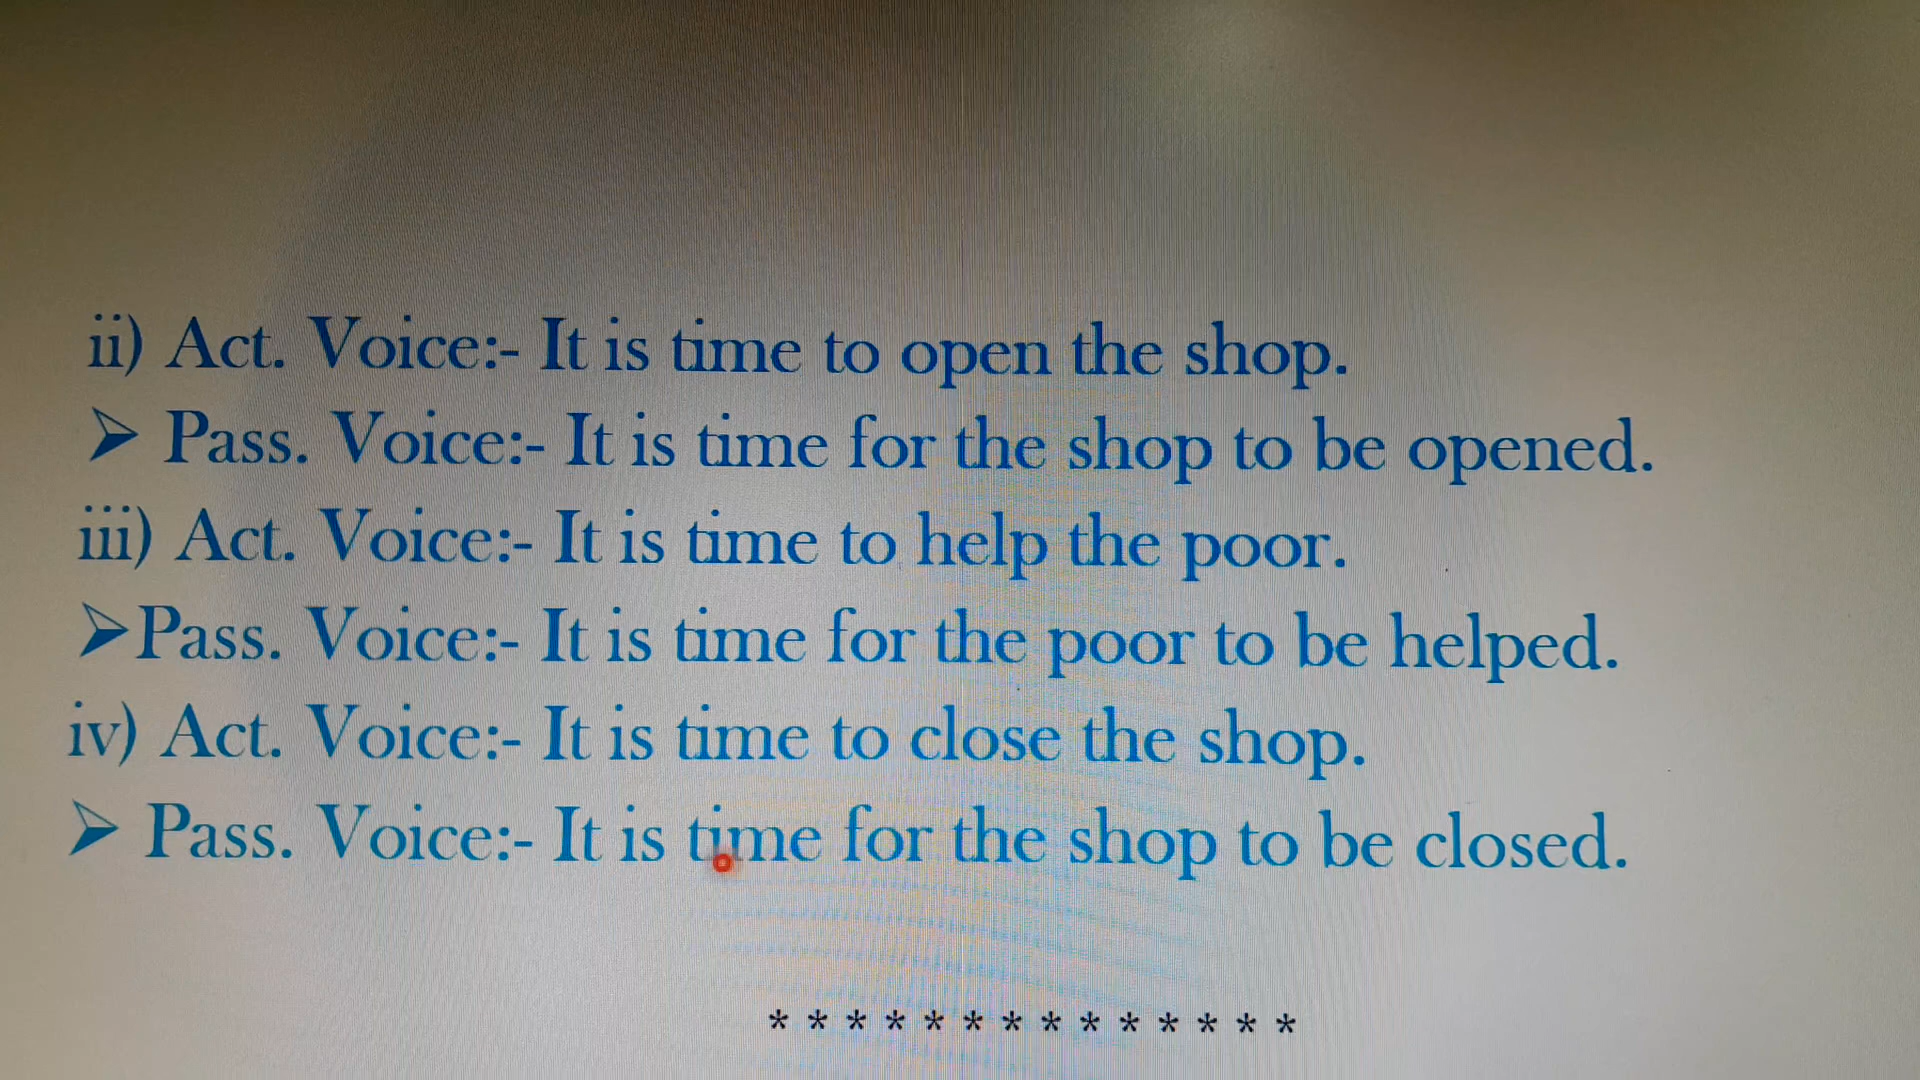 ii) Act. Voice:- It is time to open the shop.
➢ Pass. Voice:- It is time for the shop to be opened.
iii) Act. Voice:- It is time to help the poor.
➢Pass. Voice:- It is time for the poor to be helped.
iv) Act. Voice:- It is time to close the shop.
➢ Pass. Voice:- It is time for the shop to be closed.
* * * * * * * * * * * * * *